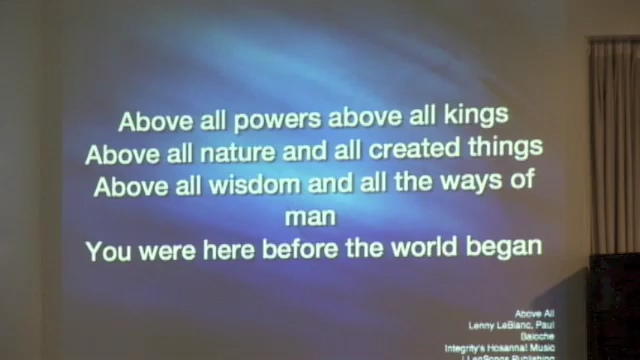 Above all powers above all kings
Above all nature and all created things
Above all wisdom and all the ways of
man
You were here before the world began
Above All
Lenny LeBlanc, Paul
Baloche
Integrity's Hosanna! Music
LenSongs Publishing